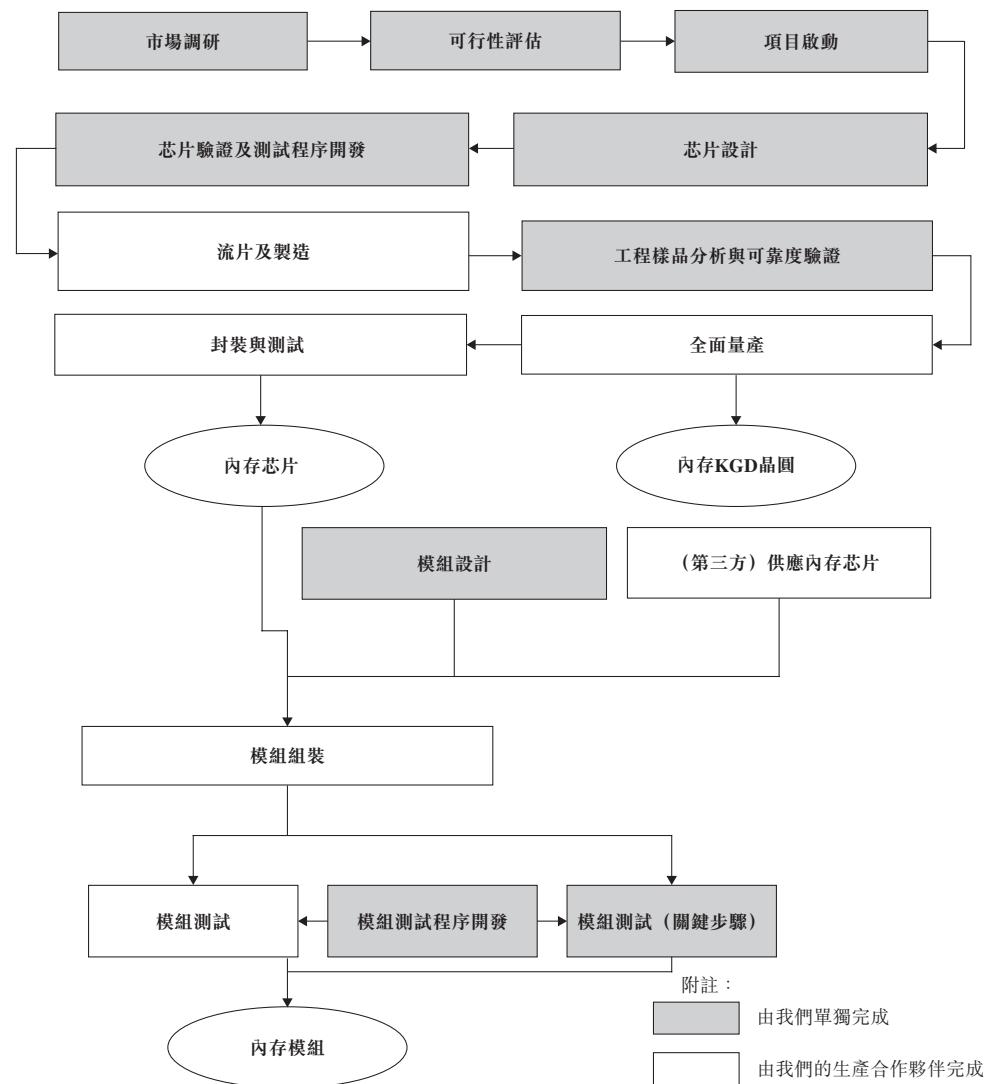 市場調研
可行性評估
項目啟動
芯片驗證及測試程序開發
芯片設計
流片及製造
工程樣品分析與可靠度驗證
封裝與測試
全面量產
內存芯片
內存KGD晶圓
模組設計
（第三方）供應內存芯片
模組組裝
模組測試
模組測試程序開發
模組測試（關鍵步驟）
附註：
由我們單獨完成
內存模組
由我們的生產合作夥伴完成